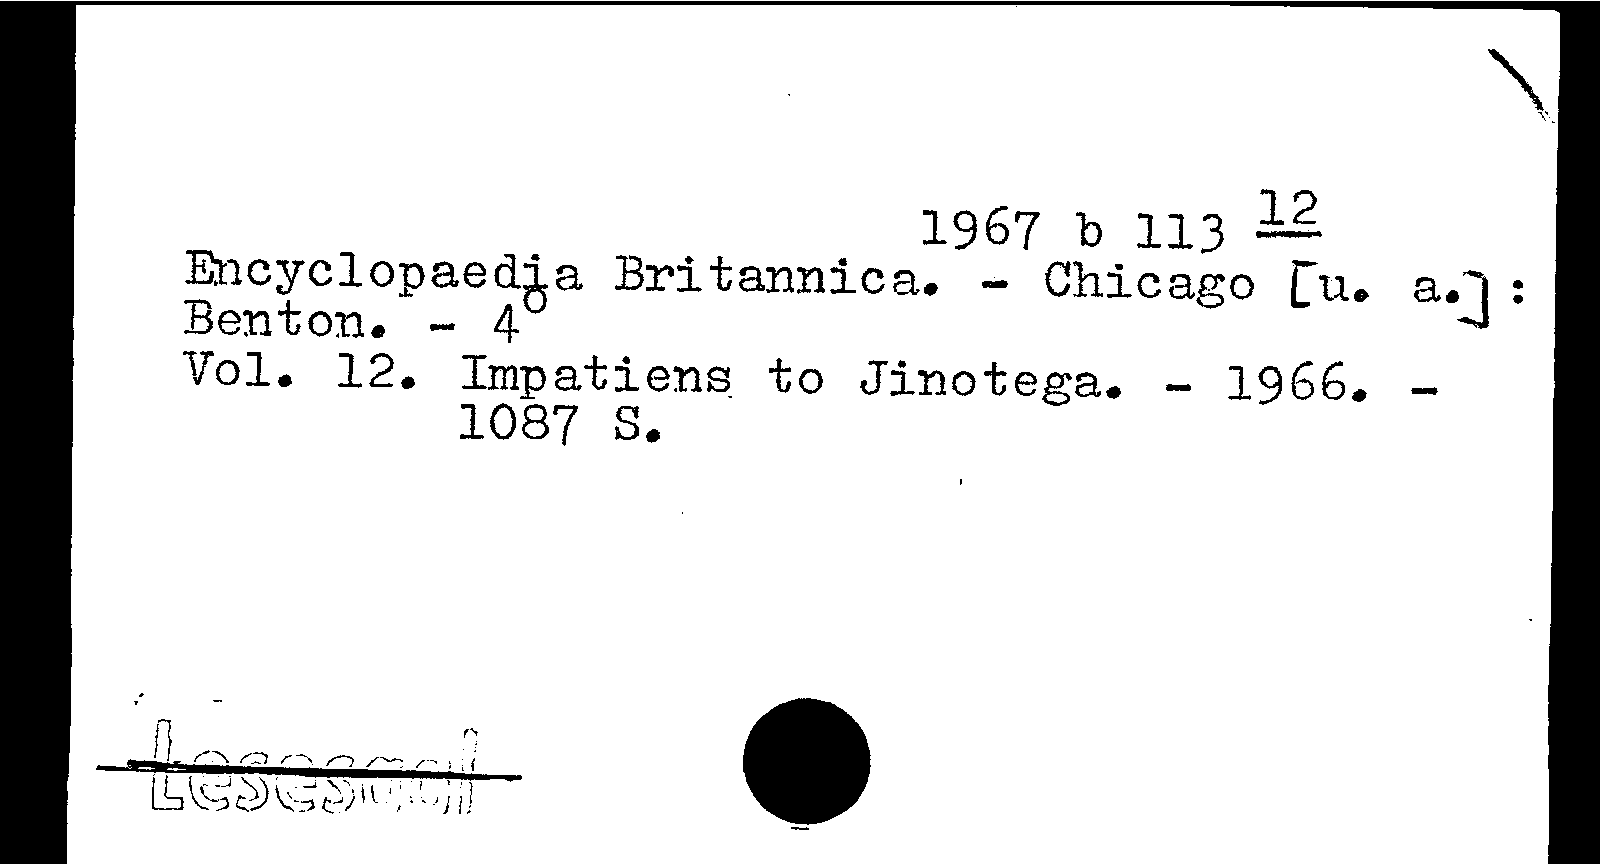 1967 b 113 12
Encyclopaedia Britannica. - Chicago [u. a.] :
Benton. - 4°
Vol. 12. Impatiens to Jinotega. - 1966. -
1087 S.
Lesesaal